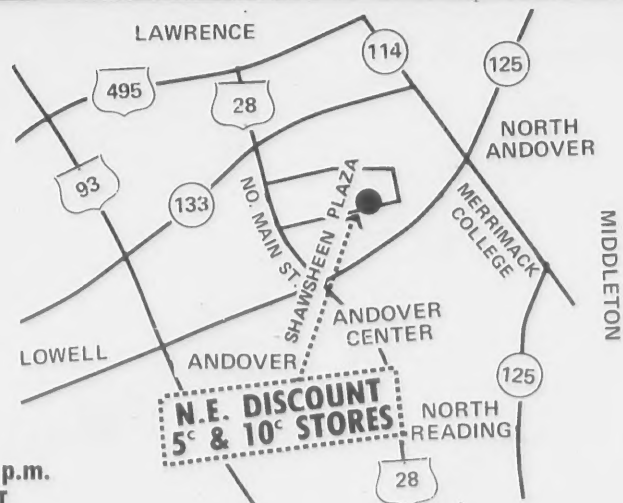 LAWRENCE
114
125
495
28
NORTH
ANDOVER
93
133
NO. MAIN ST.
SHAWSHEEN PLAZA
MERRIMACK
COLLEGE
MIDDLETON
ANDOVER
CENTER
LOWELL
ANDOVER
125
N.E. DISCOUNT
5¢ & 10¢ STORES
NORTH
READING
28
p.m.